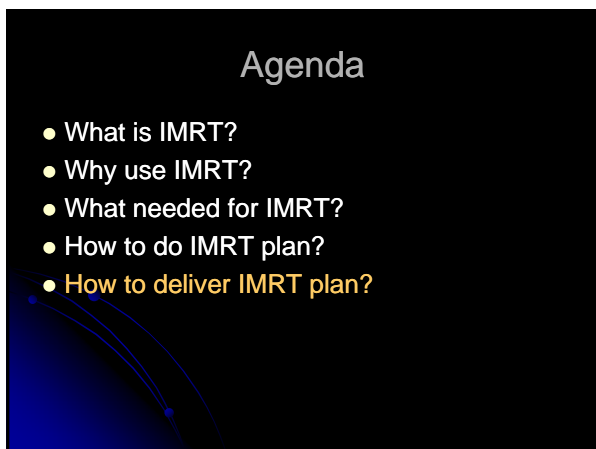 Agenda
What is IMRT?
Why use IMRT?
What needed for IMRT?
How to do IMRT plan?
How to deliver IMRT plan?